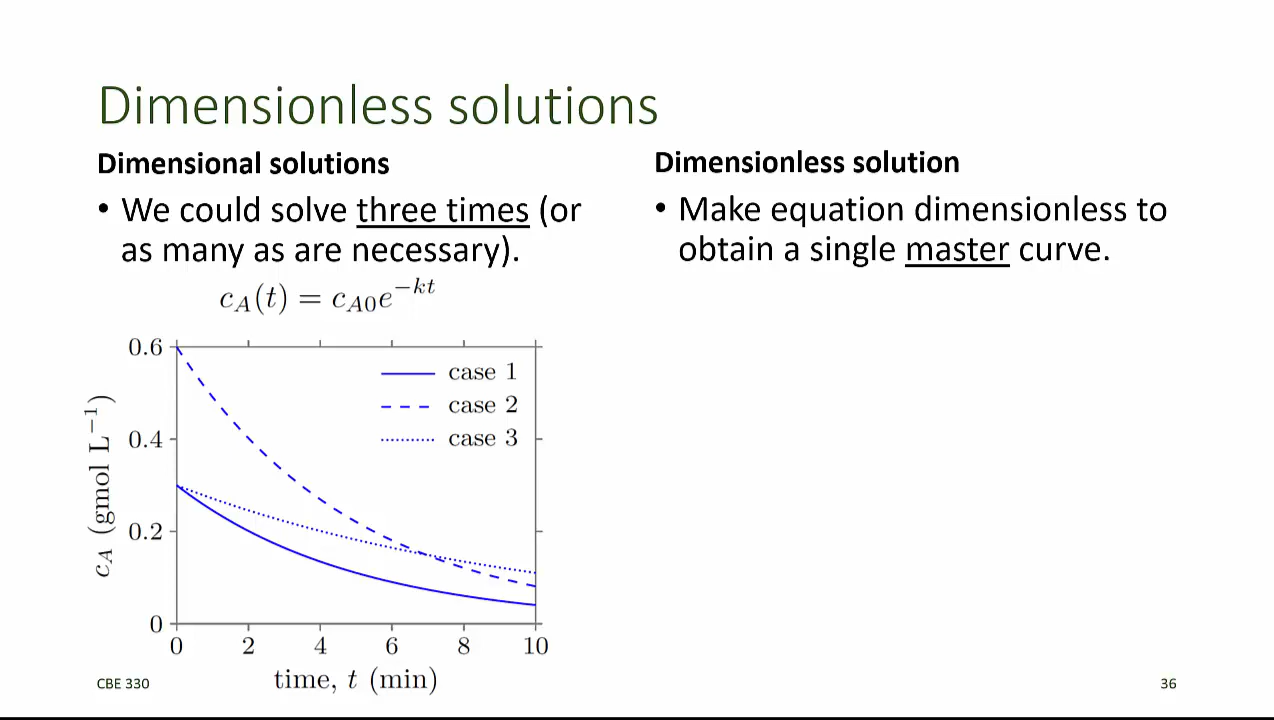 Dimensionless solutions
Dimensional solutions
• We could solve three times (or
as many as are necessary).
c_A(t) = c_{A0}e^{-kt}
0.6
0.4
0.2
0
0 2 4 6 8 10
c_A (gmol L^{-1})
time, t (min)
case 1
case 2
case 3
Dimensionless solution
• Make equation dimensionless to
obtain a single master curve.
CBE 330
36